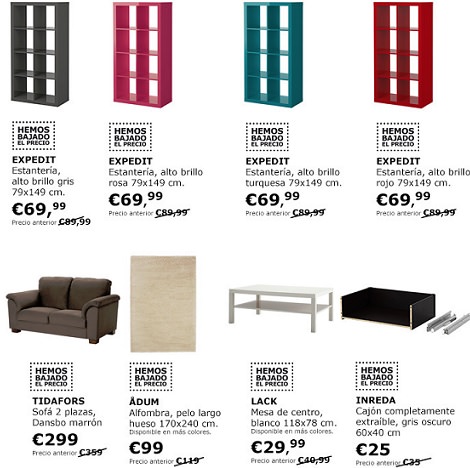 HEMOS
BAJADO
EL PRECIO
EXPEDIT
Estantería,
alto brillo gris
79x149 cm.
€69,99
Precio anterior €89,99
HEMOS
BAJADO
EL PRECIO
EXPEDIT
Estantería, alto brillo
rosa 79x149 cm.
€69,99
Precio anterior €89,99
HEMOS
BAJADO
EL PRECIO
EXPEDIT
Estantería, alto brillo
turquesa 79x149 cm.
€69,99
Precio anterior €89,99
HEMOS
BAJADO
EL PRECIO
EXPEDIT
Estantería, alto brillo
rojo 79x149 cm.
€69,99
Precio anterior €89,99
HEMOS
BAJADO
EL PRECIO
TIDAFORS
Sofá 2 plazas,
Dansbo marrón
€299
Precio anterior €359
HEMOS
BAJADO
EL PRECIO
ÅDUM
Alfombra, pelo largo
hueso 170x240 cm.
Disponible en más colores.
€99
Precio anterior €119
HEMOS
BAJADO
EL PRECIO
LACK
Mesa de centro,
blanco 118x78 cm.
Disponible en más colores.
€29,99
Precio anterior €40,99
HEMOS
BAJADO
EL PRECIO
INREDA
Cajón completamente
extraíble, gris oscuro
60x40 cm
€25
Precio anterior €35